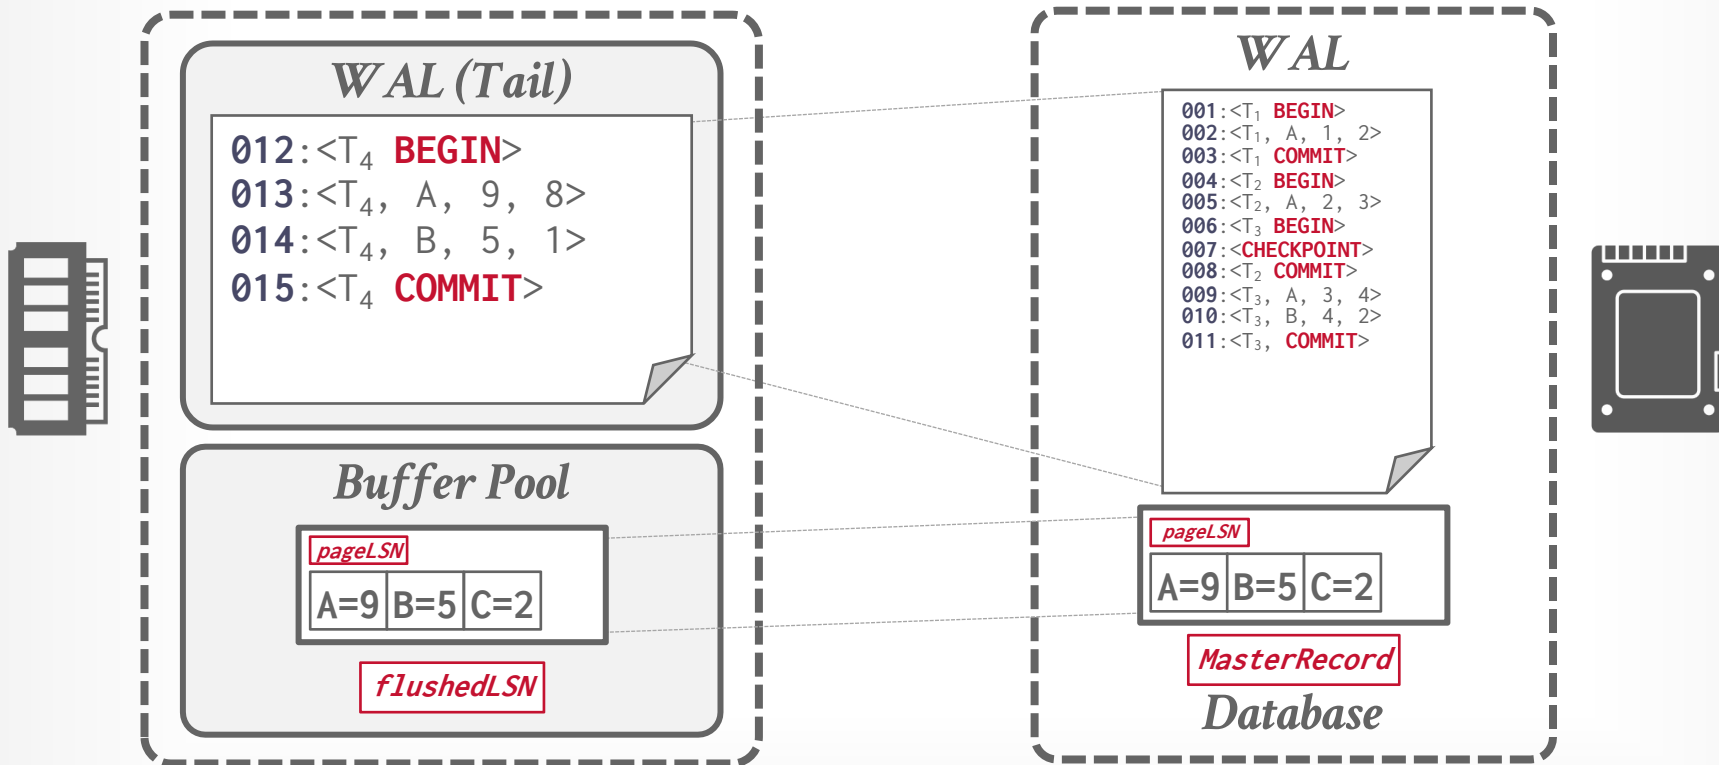 WAL (Tail)
012:<T4 BEGIN>
013:<T4, A, 9, 8>
014:<T4, B, 5, 1>
015:<T4 COMMIT>
Buffer Pool
pageLSN
A=9 B=5 C=2
flushedLSN
WAL
001:<T1 BEGIN>
002:<T1, A, 1, 2>
003:<T1 COMMIT>
004:<T2 BEGIN>
005:<T2, A, 2, 3>
006:<T3 BEGIN>
007:<CHECKPOINT>
008:<T2 COMMIT>
009:<T3, A, 3, 4>
010:<T3, B, 4, 2>
011:<T3, COMMIT>
pageLSN
A=9 B=5 C=2
MasterRecord
Database